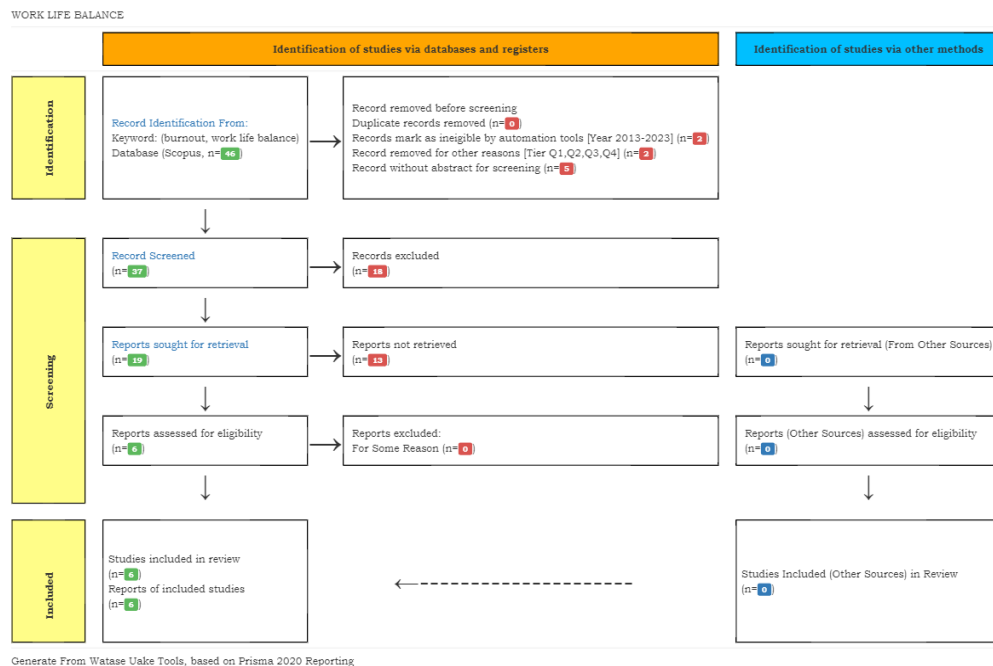 WORK LIFE BALANCE
Identification of studies via databases and registers
Identification of studies via other methods
Identification
Record Identification From:
Keyword: (burnout, work life balance)
Database (Scopus, n=46)
Record removed before screening
Duplicate records removed (n=0)
Records mark as ineigible by automation tools [Year 2013-2023] (n=2)
Record removed for other reasons [Tier Q1,Q2,Q3,Q4] (n=2)
Record without abstract for screening (n=5)
Screening
Record Screened
(n=37)
Records excluded
(n=18)
Reports sought for retrieval
(n=19)
Reports not retrieved
(n=13)
Reports sought for retrieval (From Other Sources)
(n=0)
Reports assessed for eligibility
(n=6)
Reports excluded:
For Some Reason (n=0)
Reports (Other Sources) assessed for eligibility
(n=0)
Included
Studies included in review
(n=6)
Reports of included studies
(n=6)
Studies Included (Other Sources) in Review
(n=0)
Generate From Watase Uake Tools, based on Prisma 2020 Reporting